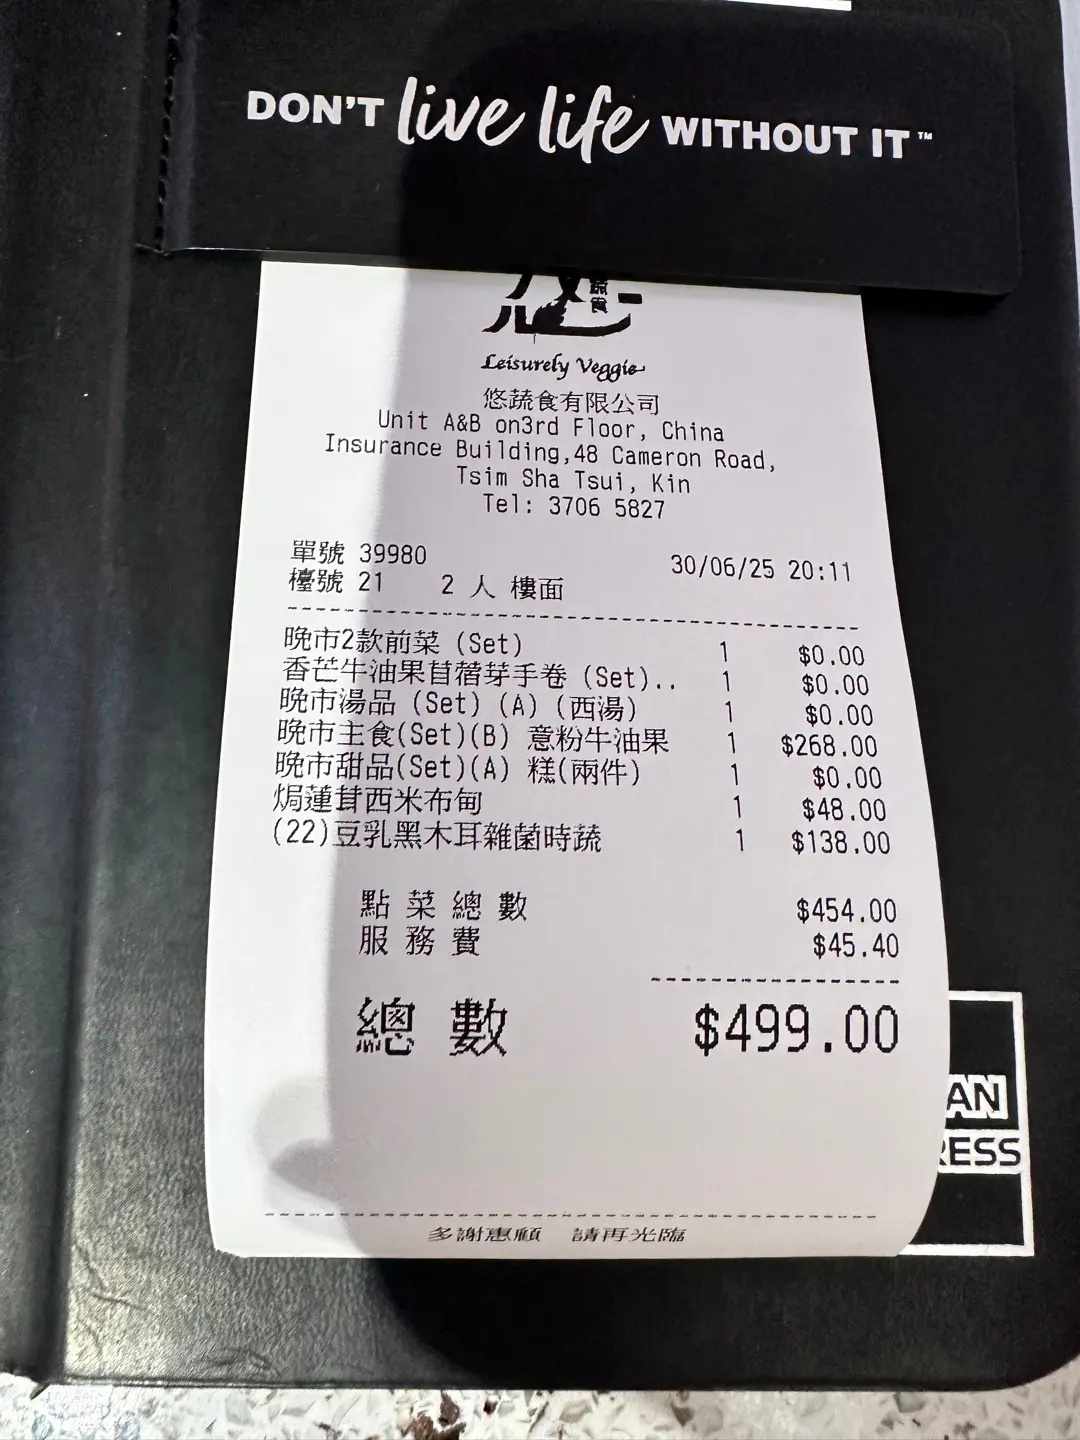 DON'T live life WITHOUT IT™
蔬食
Leisurely Veggie
悠蔬食有限公司
Unit A&B on3rd Floor, China
Insurance Building,48 Cameron Road,
Tsim Sha Tsui, Kin
Tel: 3706 5827
單號 39980 30/06/25 20:11
檯號 21 2 人 樓面
晚市2款前菜 (Set) 1 $0.00
香芒牛油果苜蓿芽手卷 (Set).. 1 $0.00
晚市湯品 (Set) (A) (西湯) 1 $0.00
晚市主食(Set)(B) 意粉牛油果 1 $268.00
晚市甜品(Set)(A) 糕(兩件) 1 $0.00
焗蓮茸西米布甸 1 $48.00
(22)豆乳黑木耳雜菌時蔬 1 $138.00
點菜總數 $454.00
服務費 $45.40
總數 $499.00
AN
RESS
多謝惠顧 請再光臨